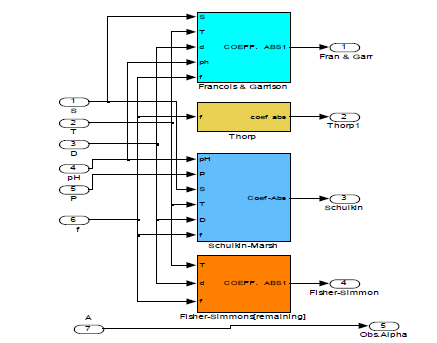 S
T
d
ph
f
COEFF. ABS1
Francois & Garrison
1
Fran & Garr
f
coef abs
Thorp
2
Thorp1
1
S
2
T
3
D
4
pH
5
P
6
f
pH
P
S
T
D
f
Coef-Abs
Schulkin-Marsh
3
Schulkin
T
d
f
COEFF. ABS1
Fisher-Simmons[remaining]
4
Fisher-Simmon
A
7
5
Obs.Alpha